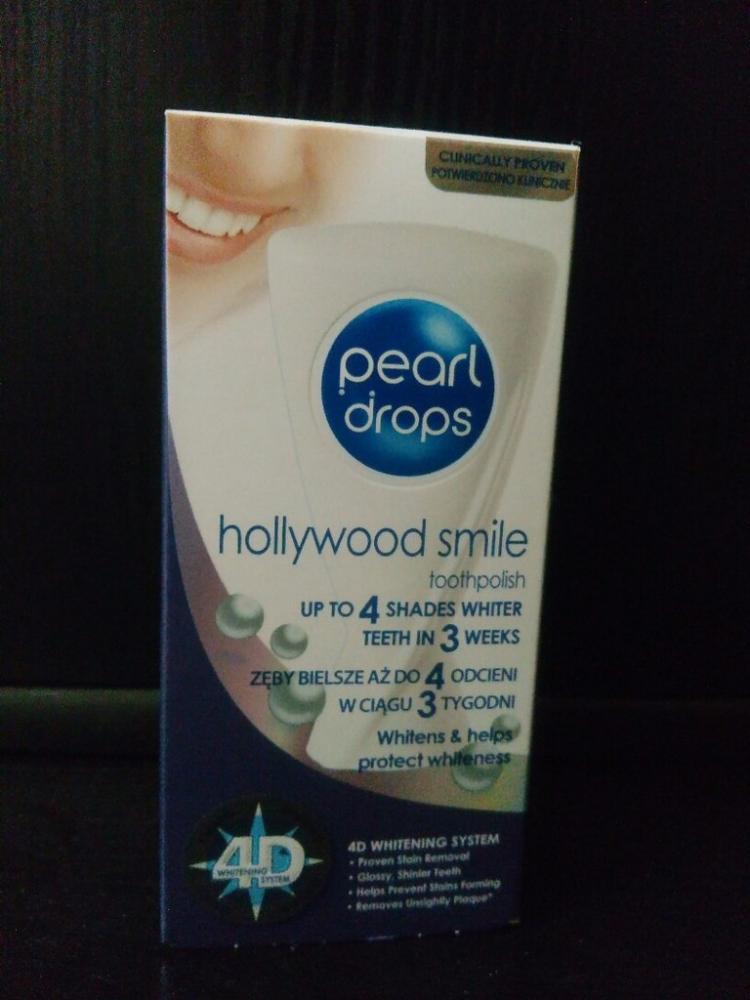 CLINICALLY PROVEN
POTWIERDZONO KLINICZNIE
pearl
drops
hollywood smile
toothpolish
UP TO 4 SHADES WHITER
TEETH IN 3 WEEKS
ZĘBY BIELSZE AŻ DO 4 ODCIENI
W CIĄGU 3 TYGODNI
Whitens & helps
protect whiteness
4D
WHITENING SYSTEM
4D WHITENING SYSTEM
• Proven Stain Removal
• Glossy, Shinier Teeth
• Helps Prevent Stains Forming
• Removes Unsightly Plaque*